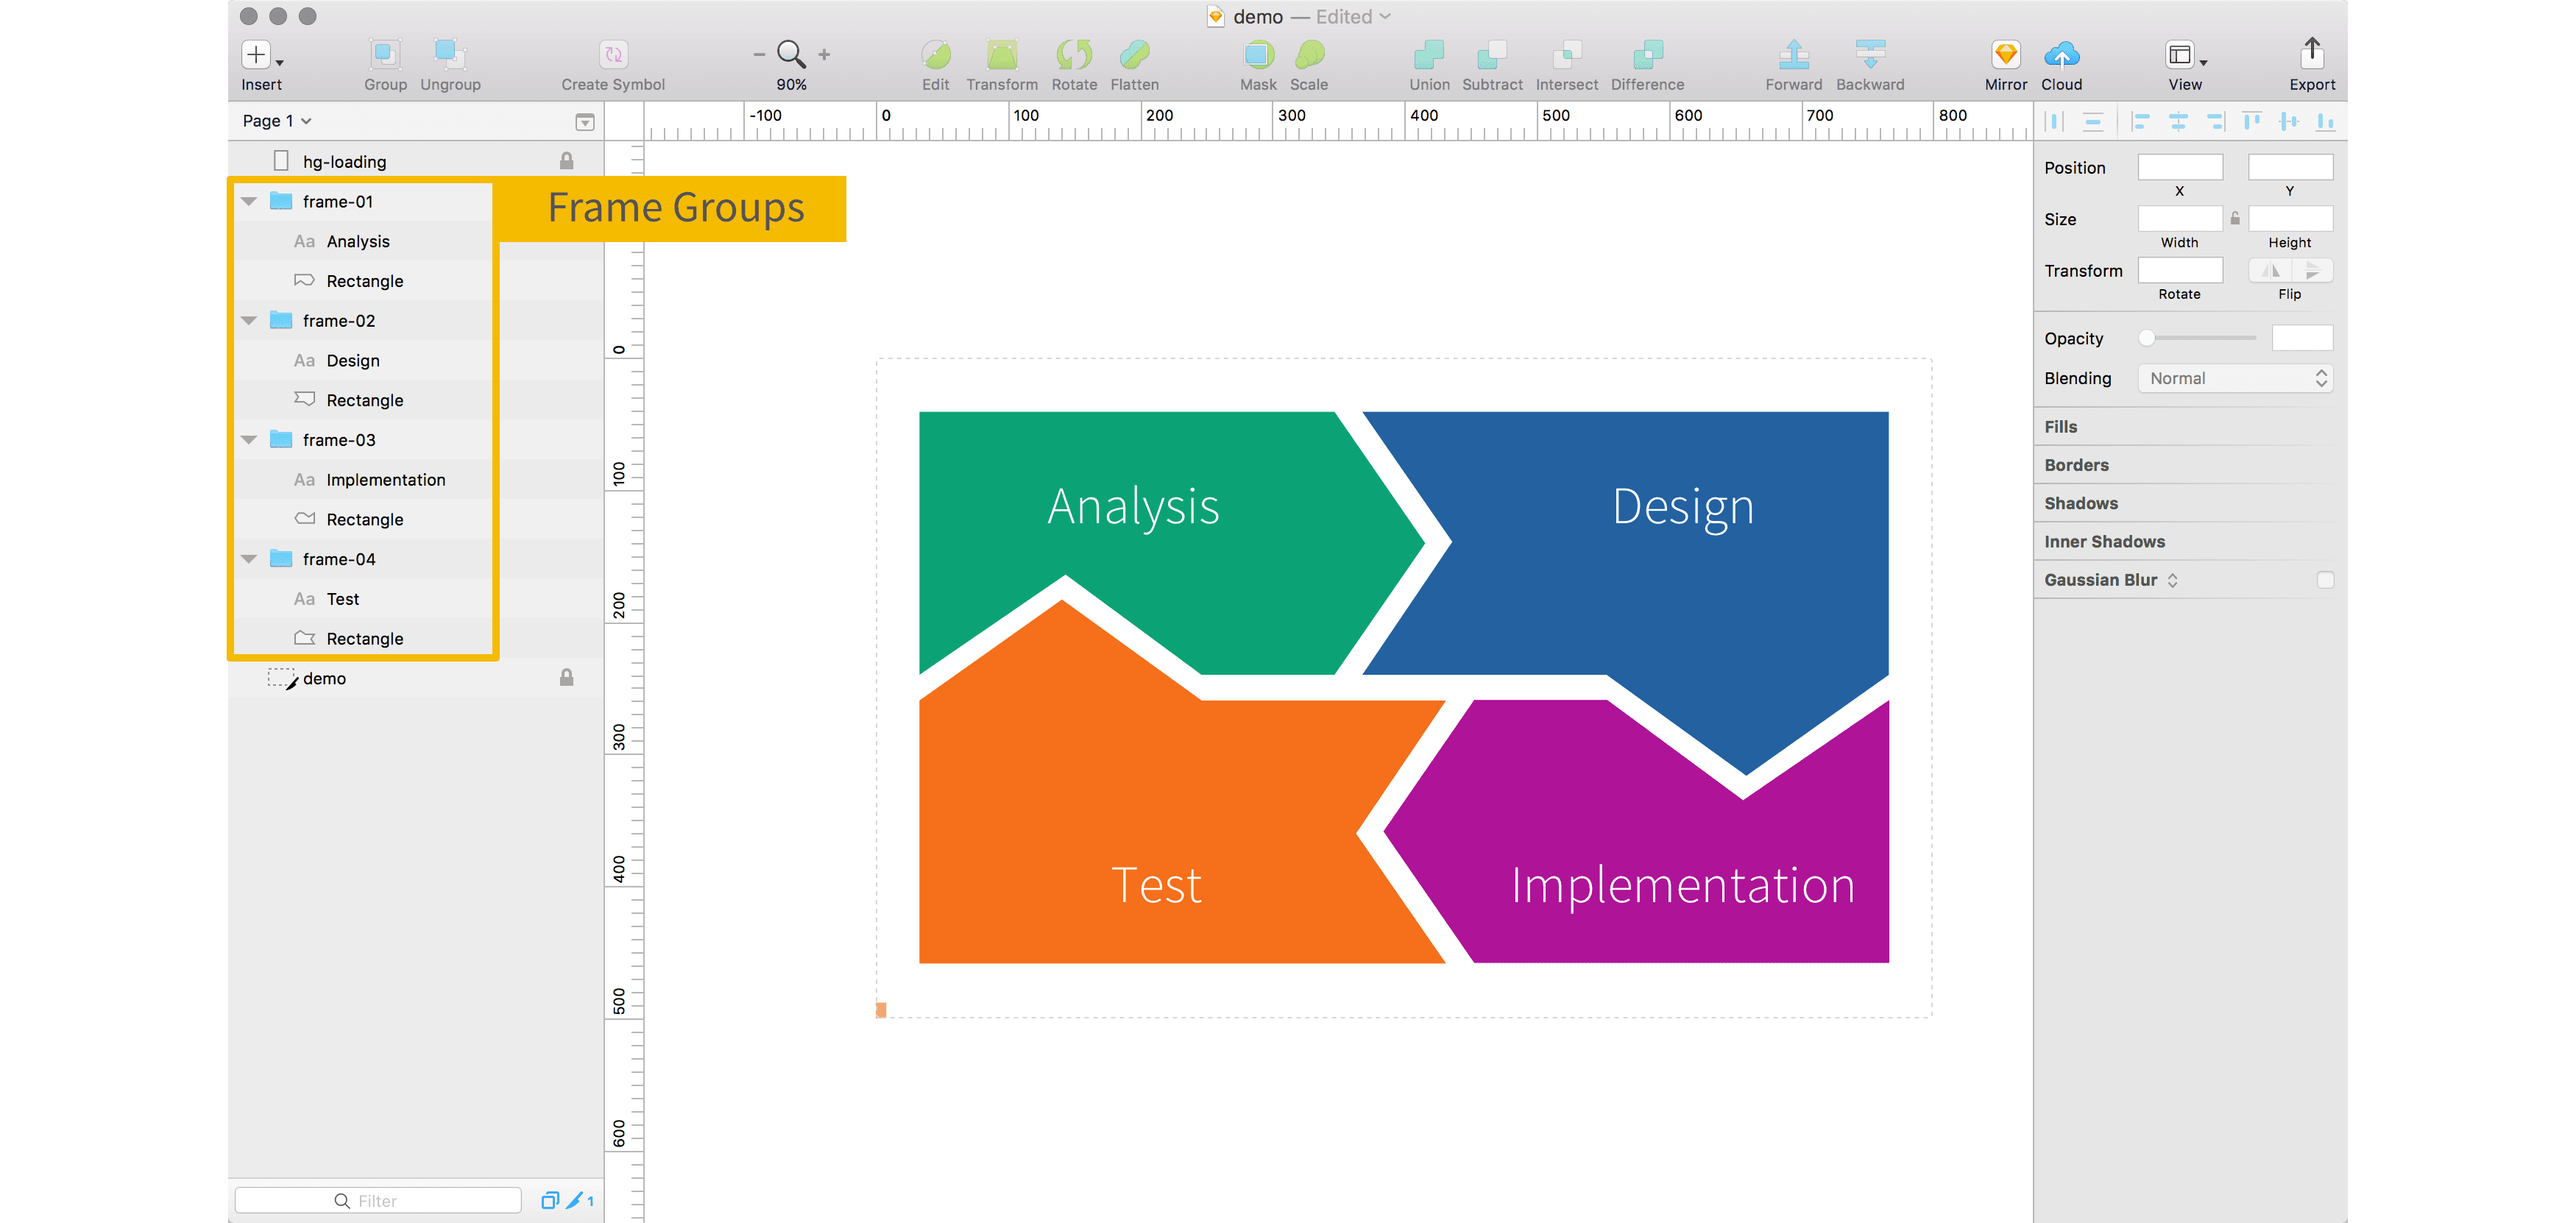 demo — Edited
Insert
Group
Ungroup
Create Symbol
90%
Edit
Transform
Rotate
Flatten
Mask
Scale
Union
Subtract
Intersect
Difference
Forward
Backward
Mirror
Cloud
View
Export
Page 1
-100
0
100
200
300
400
500
600
700
800
hg-loading
frame-01
Aa Analysis
Rectangle
frame-02
Aa Design
Rectangle
frame-03
Aa Implementation
Rectangle
frame-04
Aa Test
Rectangle
demo
Filter
1
Frame Groups
0
100
200
300
400
500
600
Analysis
Design
Test
Implementation
Position
X
Y
Size
Width
Height
Transform
Rotate
Flip
Opacity
Blending
Normal
Fills
Borders
Shadows
Inner Shadows
Gaussian Blur